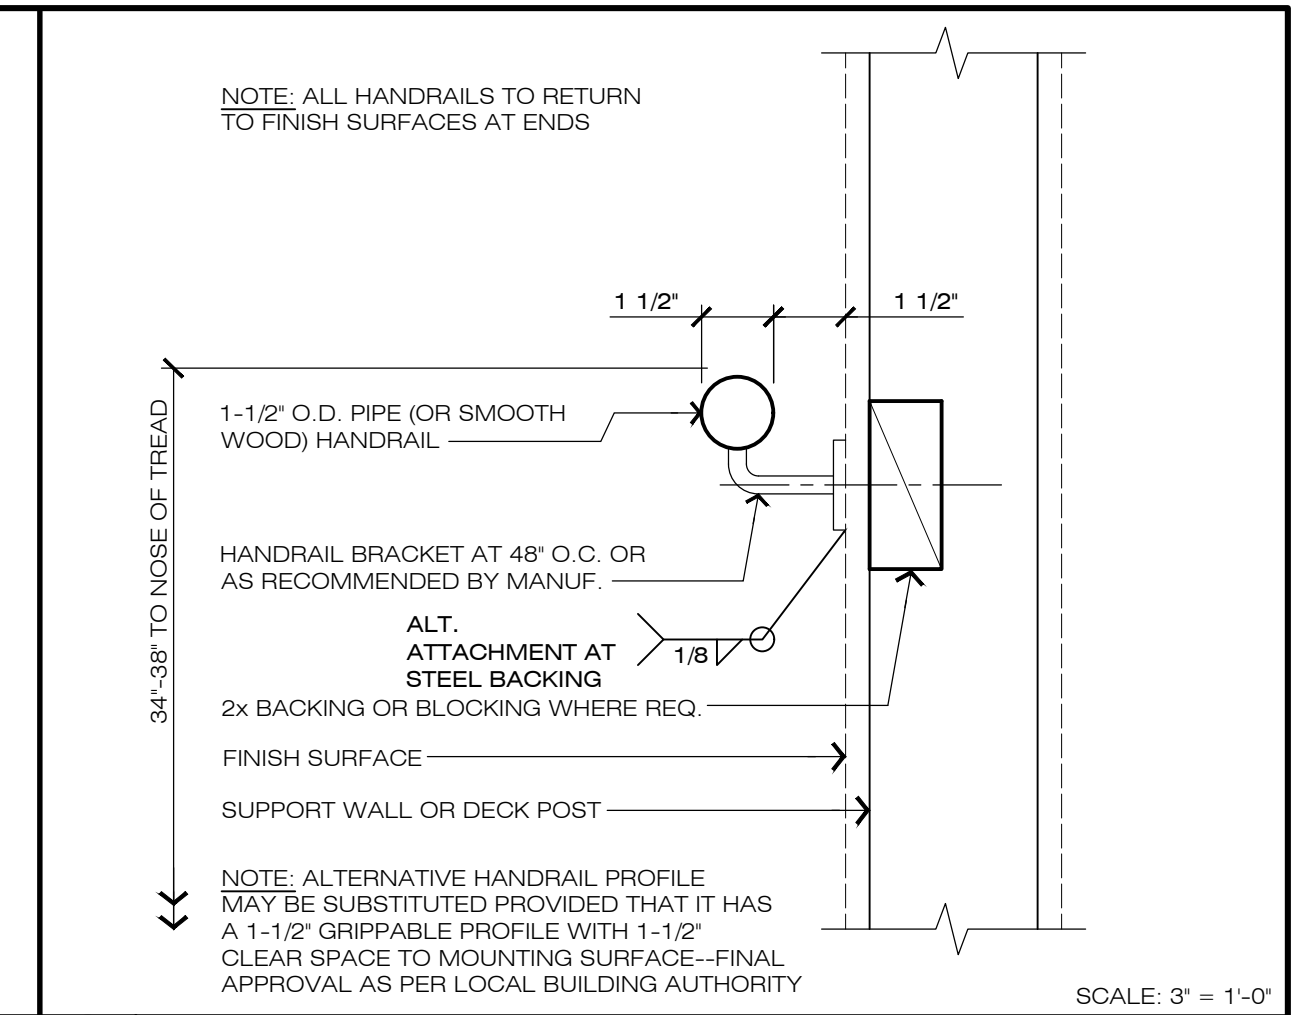 NOTE: ALL HANDRAILS TO RETURN
TO FINISH SURFACES AT ENDS
1 1/2"
1 1/2"
34"-38" TO NOSE OF TREAD
1-1/2" O.D. PIPE (OR SMOOTH
WOOD) HANDRAIL
HANDRAIL BRACKET AT 48" O.C. OR
AS RECOMMENDED BY MANUF.
ALT.
ATTACHMENT AT
STEEL BACKING
1/8
2x BACKING OR BLOCKING WHERE REQ.
FINISH SURFACE
SUPPORT WALL OR DECK POST
NOTE: ALTERNATIVE HANDRAIL PROFILE
MAY BE SUBSTITUTED PROVIDED THAT IT HAS
A 1-1/2" GRIPPABLE PROFILE WITH 1-1/2"
CLEAR SPACE TO MOUNTING SURFACE--FINAL
APPROVAL AS PER LOCAL BUILDING AUTHORITY
SCALE: 3" = 1'-0"